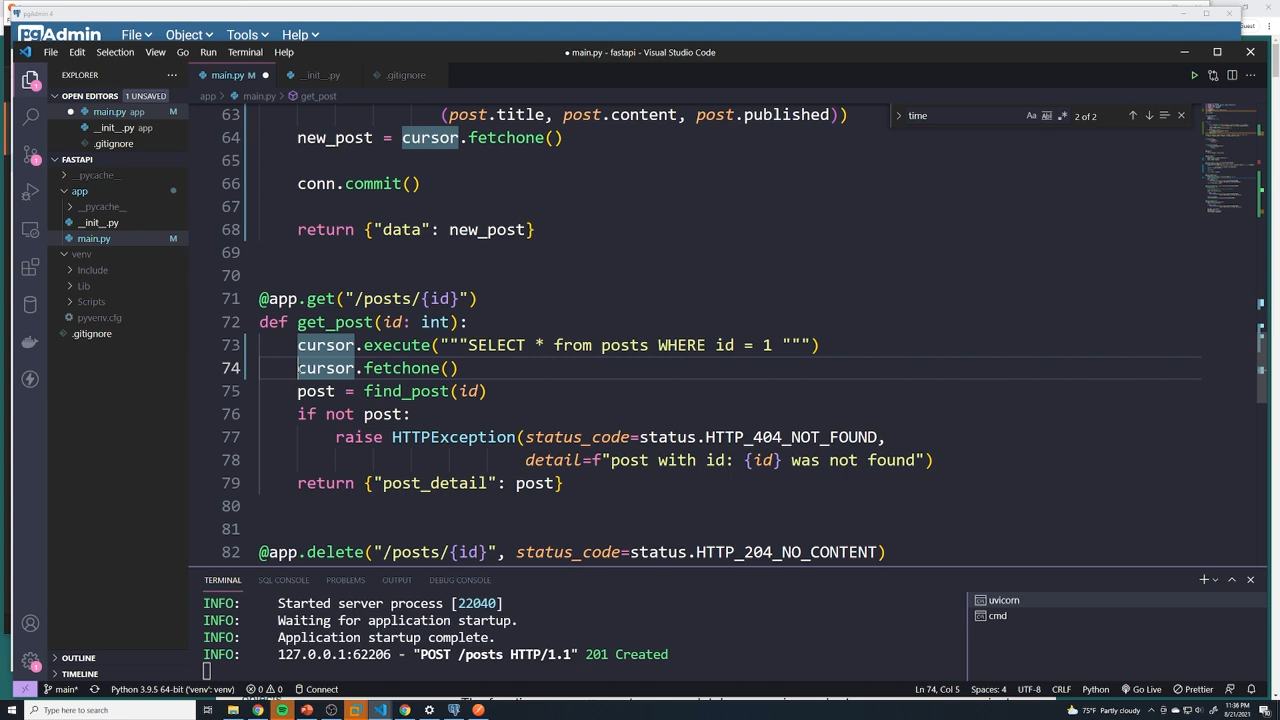 pgAdmin 4
pgAdmin File Object Tools Help
File Edit Selection View Go Run Terminal Help
● main.py - fastapi - Visual Studio Code
EXPLORER
main.py M __init__.py .gitignore
OPEN EDITORS 1 UNSAVED
main.py app M
__init__.py app
.gitignore
FASTAPI
__pycache__
app
__pycache__
__init__.py
main.py M
venv
Include
Lib
Scripts
pyvenv.cfg
.gitignore
OUTLINE
TIMELINE
app > main.py > get_post
time Aa ab .* 2 of 2
63 (post.title, post.content, post.published))
64 new_post = cursor.fetchone()
65
66 conn.commit()
67
68 return {"data": new_post}
69
70
71 @app.get("/posts/{id}")
72 def get_post(id: int):
73 cursor.execute("""SELECT * from posts WHERE id = 1 """)
74 cursor.fetchone()
75 post = find_post(id)
76 if not post:
77 raise HTTPException(status_code=status.HTTP_404_NOT_FOUND,
78 detail=f"post with id: {id} was not found")
79 return {"post_detail": post}
80
81
82 @app.delete("/posts/{id}", status_code=status.HTTP_204_NO_CONTENT)
TERMINAL SQL CONSOLE PROBLEMS OUTPUT DEBUG CONSOLE
INFO: Started server process [22040]
INFO: Waiting for application startup.
INFO: Application startup complete.
INFO: 127.0.0.1:62206 - "POST /posts HTTP/1.1" 201 Created
uvicorn
cmd
main* Python 3.9.5 64-bit ('venv': venv) 0 0 Connect Ln 74, Col 5 Spaces: 4 UTF-8 CRLF Python Go Live Prettier
Type here to search 75°F Partly cloudy 11:36 PM
8/21/2021